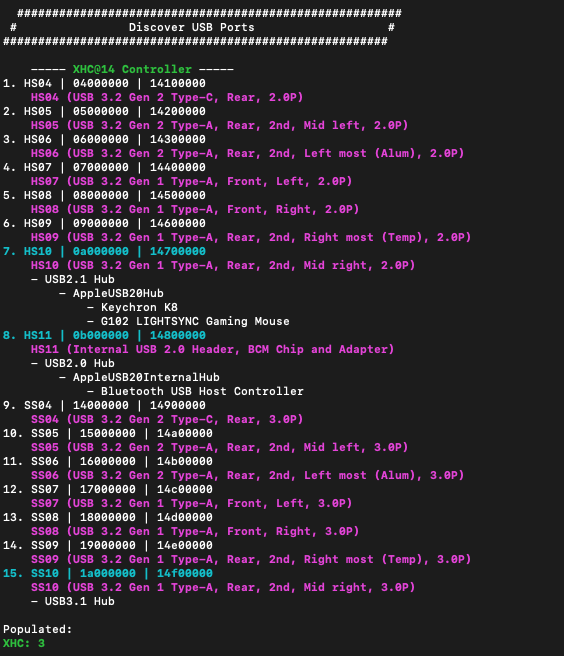 #######################################################
# Discover USB Ports #
#######################################################
----- XHC@14 Controller -----
1. HS04 | 04000000 | 14100000
HS04 (USB 3.2 Gen 2 Type-C, Rear, 2.0P)
2. HS05 | 05000000 | 14200000
HS05 (USB 3.2 Gen 2 Type-A, Rear, 2nd, Mid left, 2.0P)
3. HS06 | 06000000 | 14300000
HS06 (USB 3.2 Gen 2 Type-A, Rear, 2nd, Left most (Alum), 2.0P)
4. HS07 | 07000000 | 14400000
HS07 (USB 3.2 Gen 1 Type-A, Front, Left, 2.0P)
5. HS08 | 08000000 | 14500000
HS08 (USB 3.2 Gen 1 Type-A, Front, Right, 2.0P)
6. HS09 | 09000000 | 14600000
HS09 (USB 3.2 Gen 1 Type-A, Rear, 2nd, Right most (Temp), 2.0P)
7. HS10 | 0a000000 | 14700000
HS10 (USB 3.2 Gen 1 Type-A, Rear, 2nd, Mid right, 2.0P)
- USB2.1 Hub
- AppleUSB20Hub
- Keychron K8
- G102 LIGHTSYNC Gaming Mouse
8. HS11 | 0b000000 | 14800000
HS11 (Internal USB 2.0 Header, BCM Chip and Adapter)
- USB2.0 Hub
- AppleUSB20InternalHub
- Bluetooth USB Host Controller
9. SS04 | 14000000 | 14900000
SS04 (USB 3.2 Gen 2 Type-C, Rear, 3.0P)
10. SS05 | 15000000 | 14a00000
SS05 (USB 3.2 Gen 2 Type-A, Rear, 2nd, Mid left, 3.0P)
11. SS06 | 16000000 | 14b00000
SS06 (USB 3.2 Gen 2 Type-A, Rear, 2nd, Left most (Alum), 3.0P)
12. SS07 | 17000000 | 14c00000
SS07 (USB 3.2 Gen 1 Type-A, Front, Left, 3.0P)
13. SS08 | 18000000 | 14d00000
SS08 (USB 3.2 Gen 1 Type-A, Front, Right, 3.0P)
14. SS09 | 19000000 | 14e00000
SS09 (USB 3.2 Gen 1 Type-A, Rear, 2nd, Right most (Temp), 3.0P)
15. SS10 | 1a000000 | 14f00000
SS10 (USB 3.2 Gen 1 Type-A, Rear, 2nd, Mid right, 3.0P)
- USB3.1 Hub
Populated:
XHC: 3